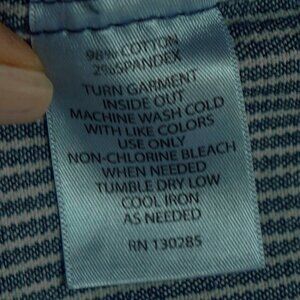 98% COTTON
2% SPANDEX
TURN GARMENT
INSIDE OUT
MACHINE WASH COLD
WITH LIKE COLORS
USE ONLY
NON-CHLORINE BLEACH
WHEN NEEDED
TUMBLE DRY LOW
COOL IRON
AS NEEDED
RN 130285